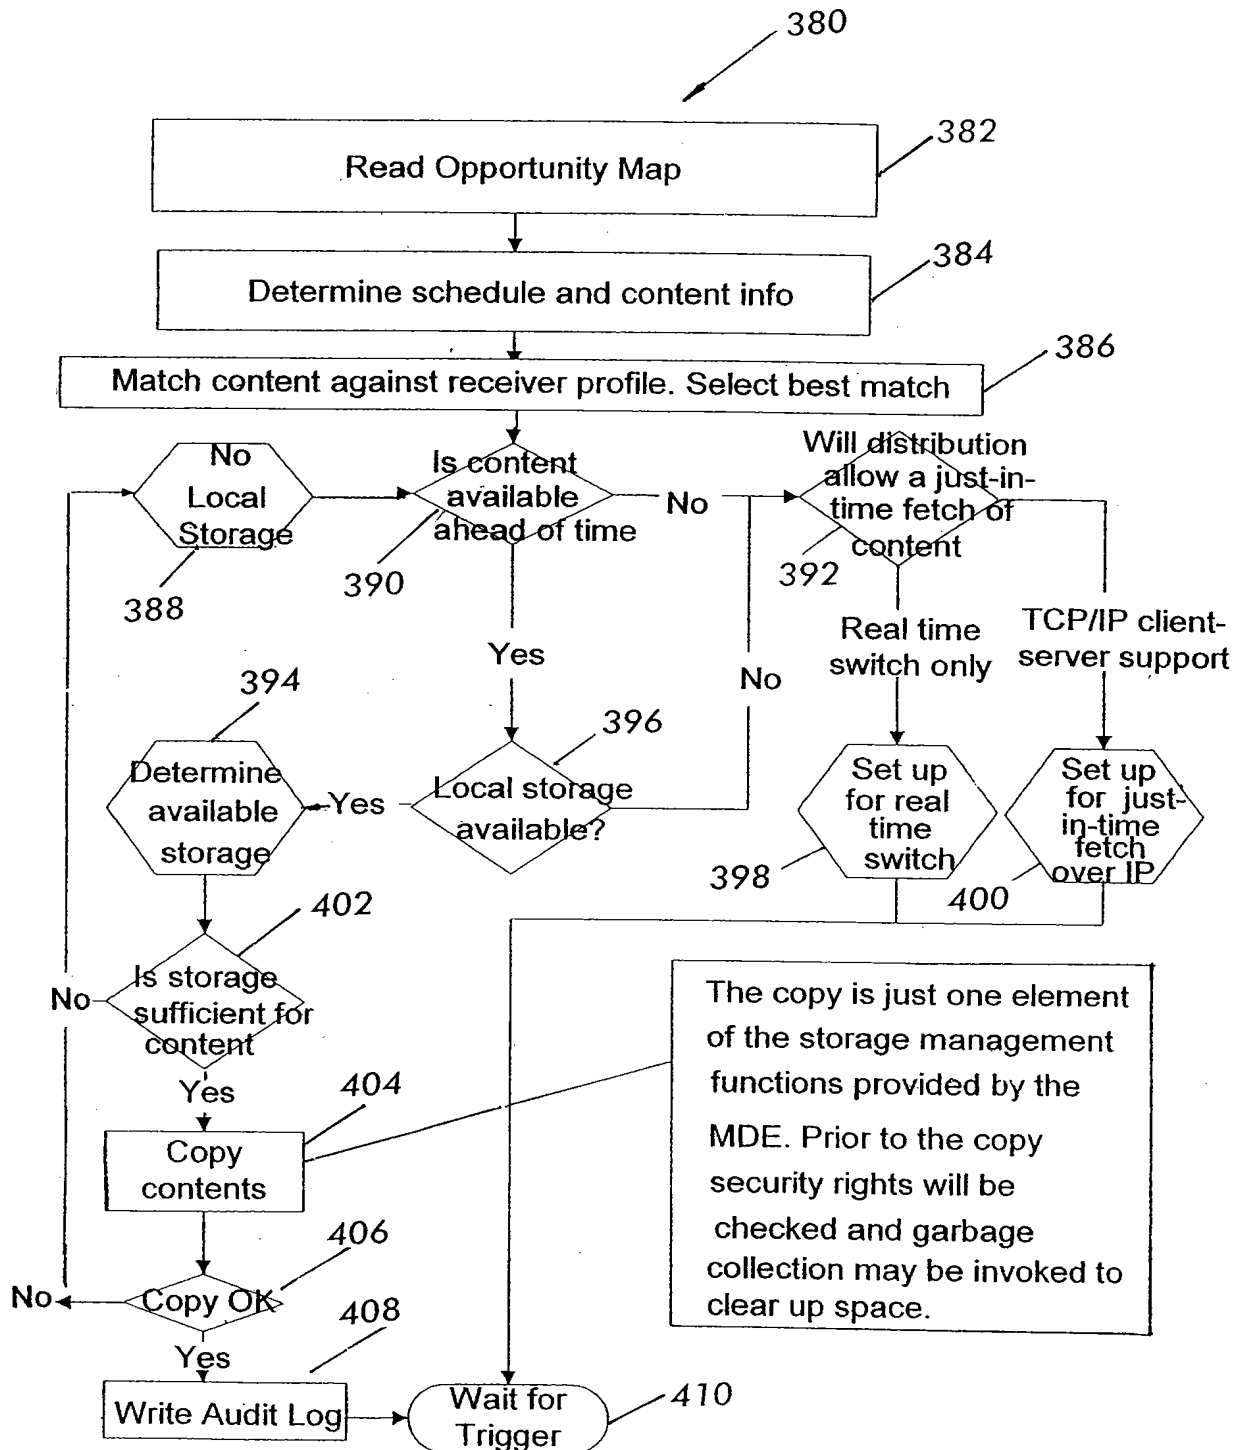 380
Read Opportunity Map
382
Determine schedule and content info
384
Match content against receiver profile. Select best match
386
No
Local
Storage
388
Is content
available
ahead of time
390
No
Will distribution
allow a just-in-
time fetch of
content
392
Yes
No
Real time
switch only
TCP/IP client-
server support
394
Determine
available
storage
Yes
396
Local storage
available?
Set up
for real
time
switch
398
Set up
for just-
in-time
fetch
over IP
400
402
Is storage
sufficient for
content
No
Yes
404
Copy
contents
The copy is just one element
of the storage management
functions provided by the
MDE. Prior to the copy
security rights will be
checked and garbage
collection may be invoked to
clear up space.
406
Copy OK
No
Yes
408
Write Audit Log
Wait for
Trigger
410